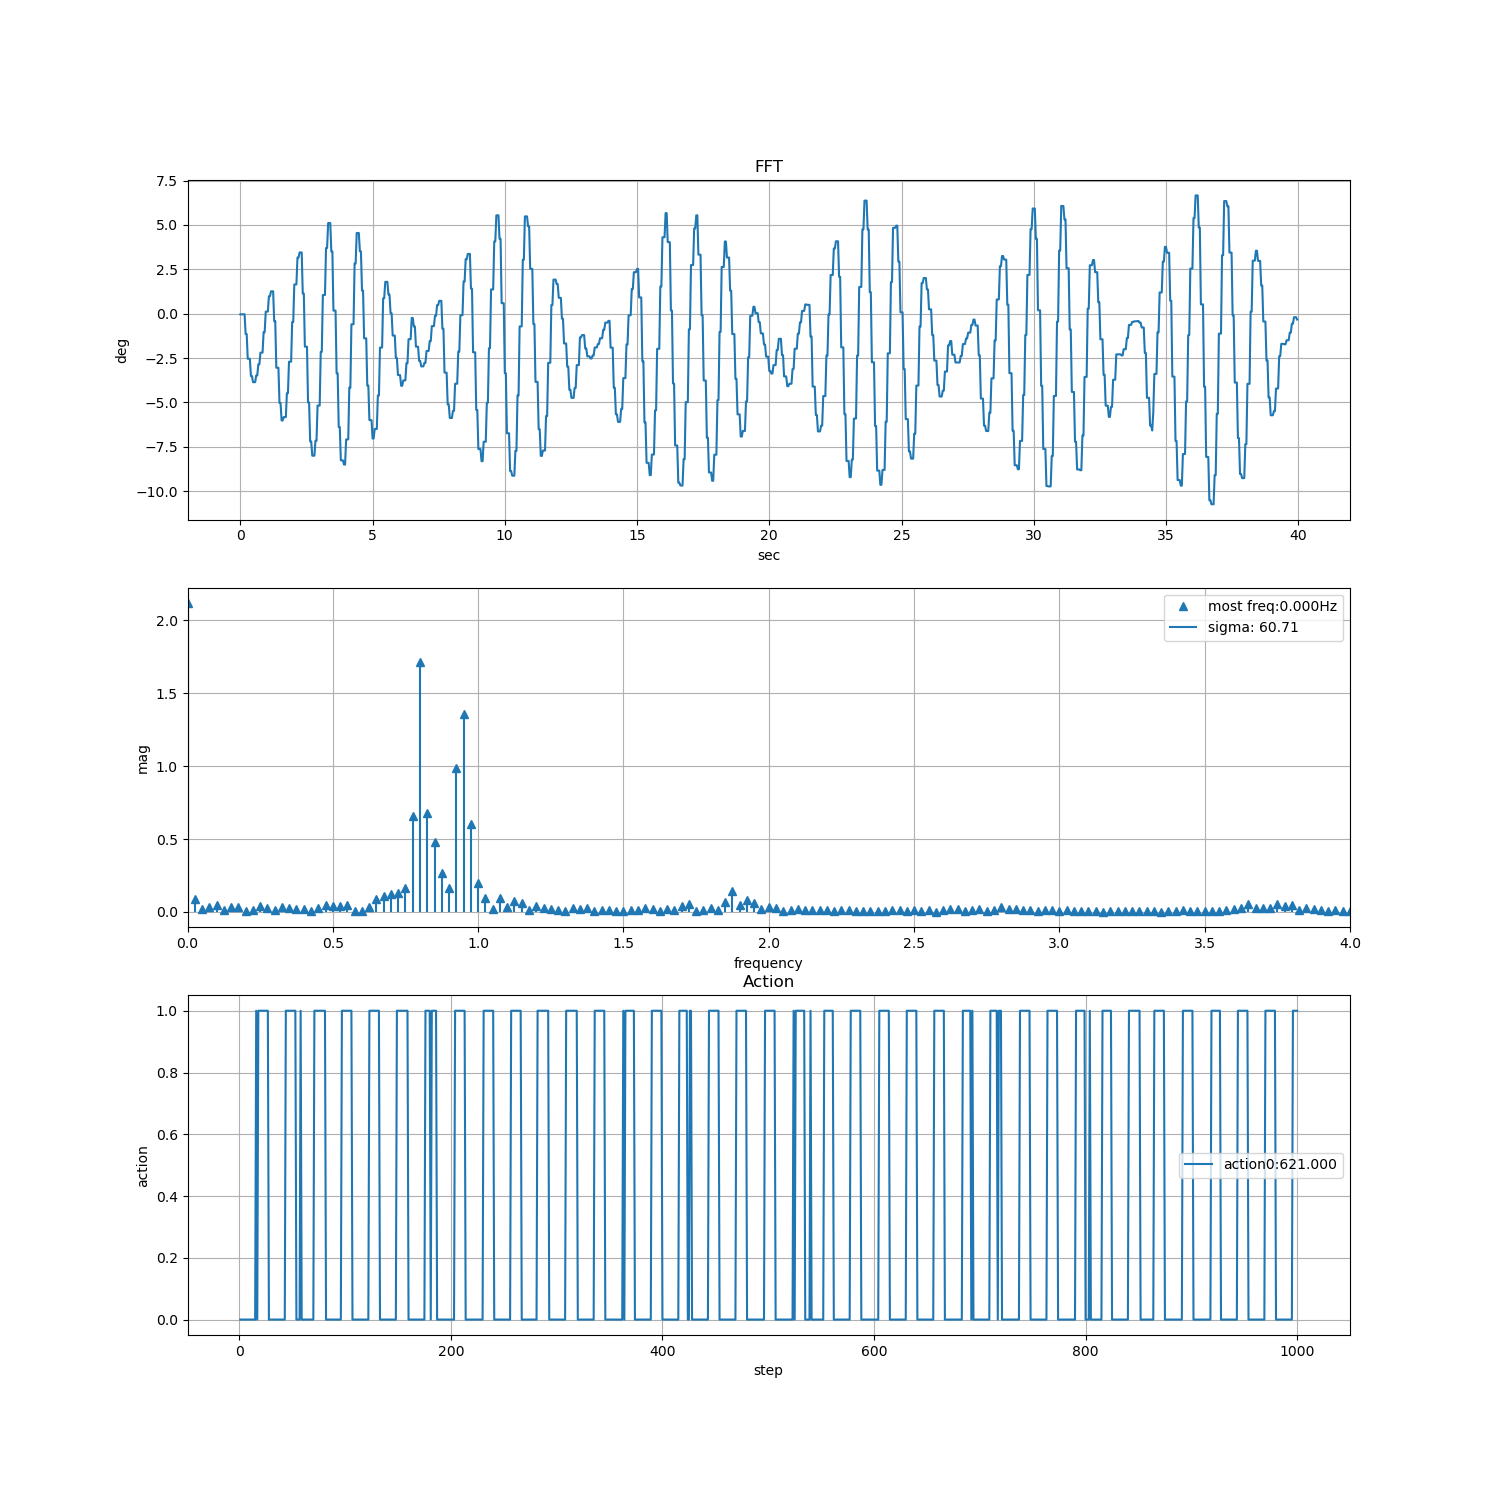 FFT
7.5
5.0
2.5
0.0
−2.5
−5.0
−7.5
−10.0
deg
0 5 10 15 20 25 30 35 40
sec
most freq:0.000Hz
sigma: 60.71
2.0
1.5
1.0
0.5
0.0
mag
0.0 0.5 1.0 1.5 2.0 2.5 3.0 3.5 4.0
frequency
Action
1.0
0.8
0.6
0.4
0.2
0.0
action
action0:621.000
0 200 400 600 800 1000
step